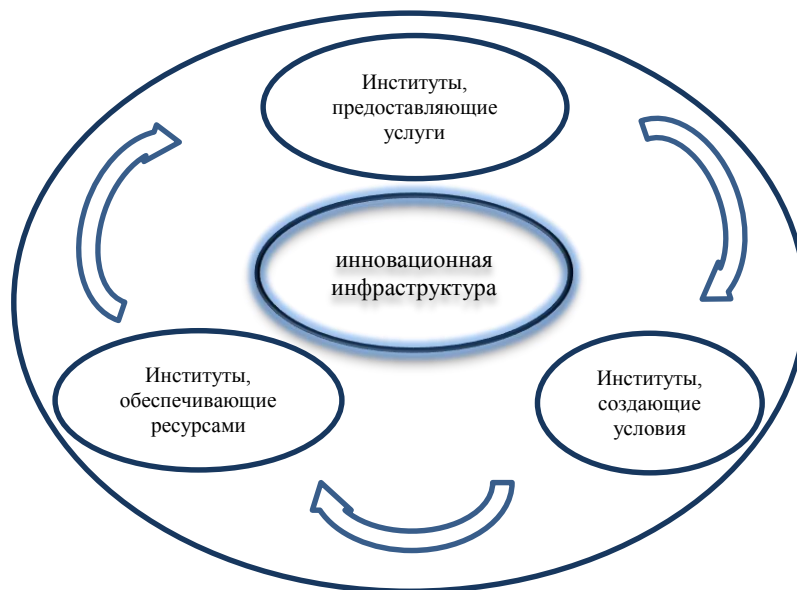 Институты,
предоставляющие
услуги
инновационная
инфраструктура
Институты,
обеспечивающие
ресурсами
Институты,
создающие
условия